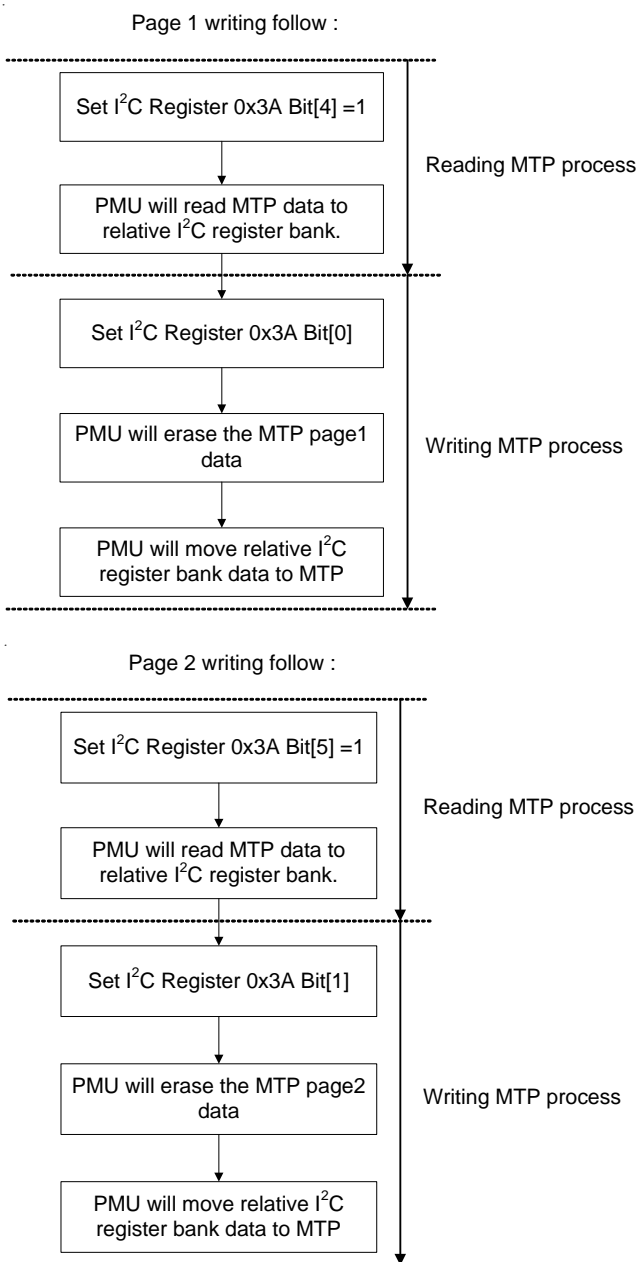 Page 1 writing follow :
Set I²C Register 0x3A Bit[4] =1
PMU will read MTP data to
relative I²C register bank.
Reading MTP process
Set I²C Register 0x3A Bit[0]
PMU will erase the MTP page1
data
PMU will move relative I²C
register bank data to MTP
Writing MTP process
Page 2 writing follow :
Set I²C Register 0x3A Bit[5] =1
PMU will read MTP data to
relative I²C register bank.
Reading MTP process
Set I²C Register 0x3A Bit[1]
PMU will erase the MTP page2
data
PMU will move relative I²C
register bank data to MTP
Writing MTP process